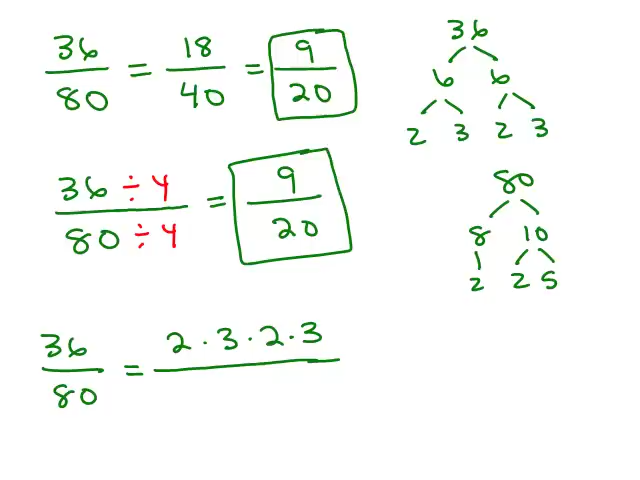 36/80 = 18/40 = 9/20
36 ÷ 4 / 80 ÷ 4 = 9/20
36/80 = 2 · 3 · 2 · 3
36
6 6
2 3 2 3
80
8 10
2 2 5